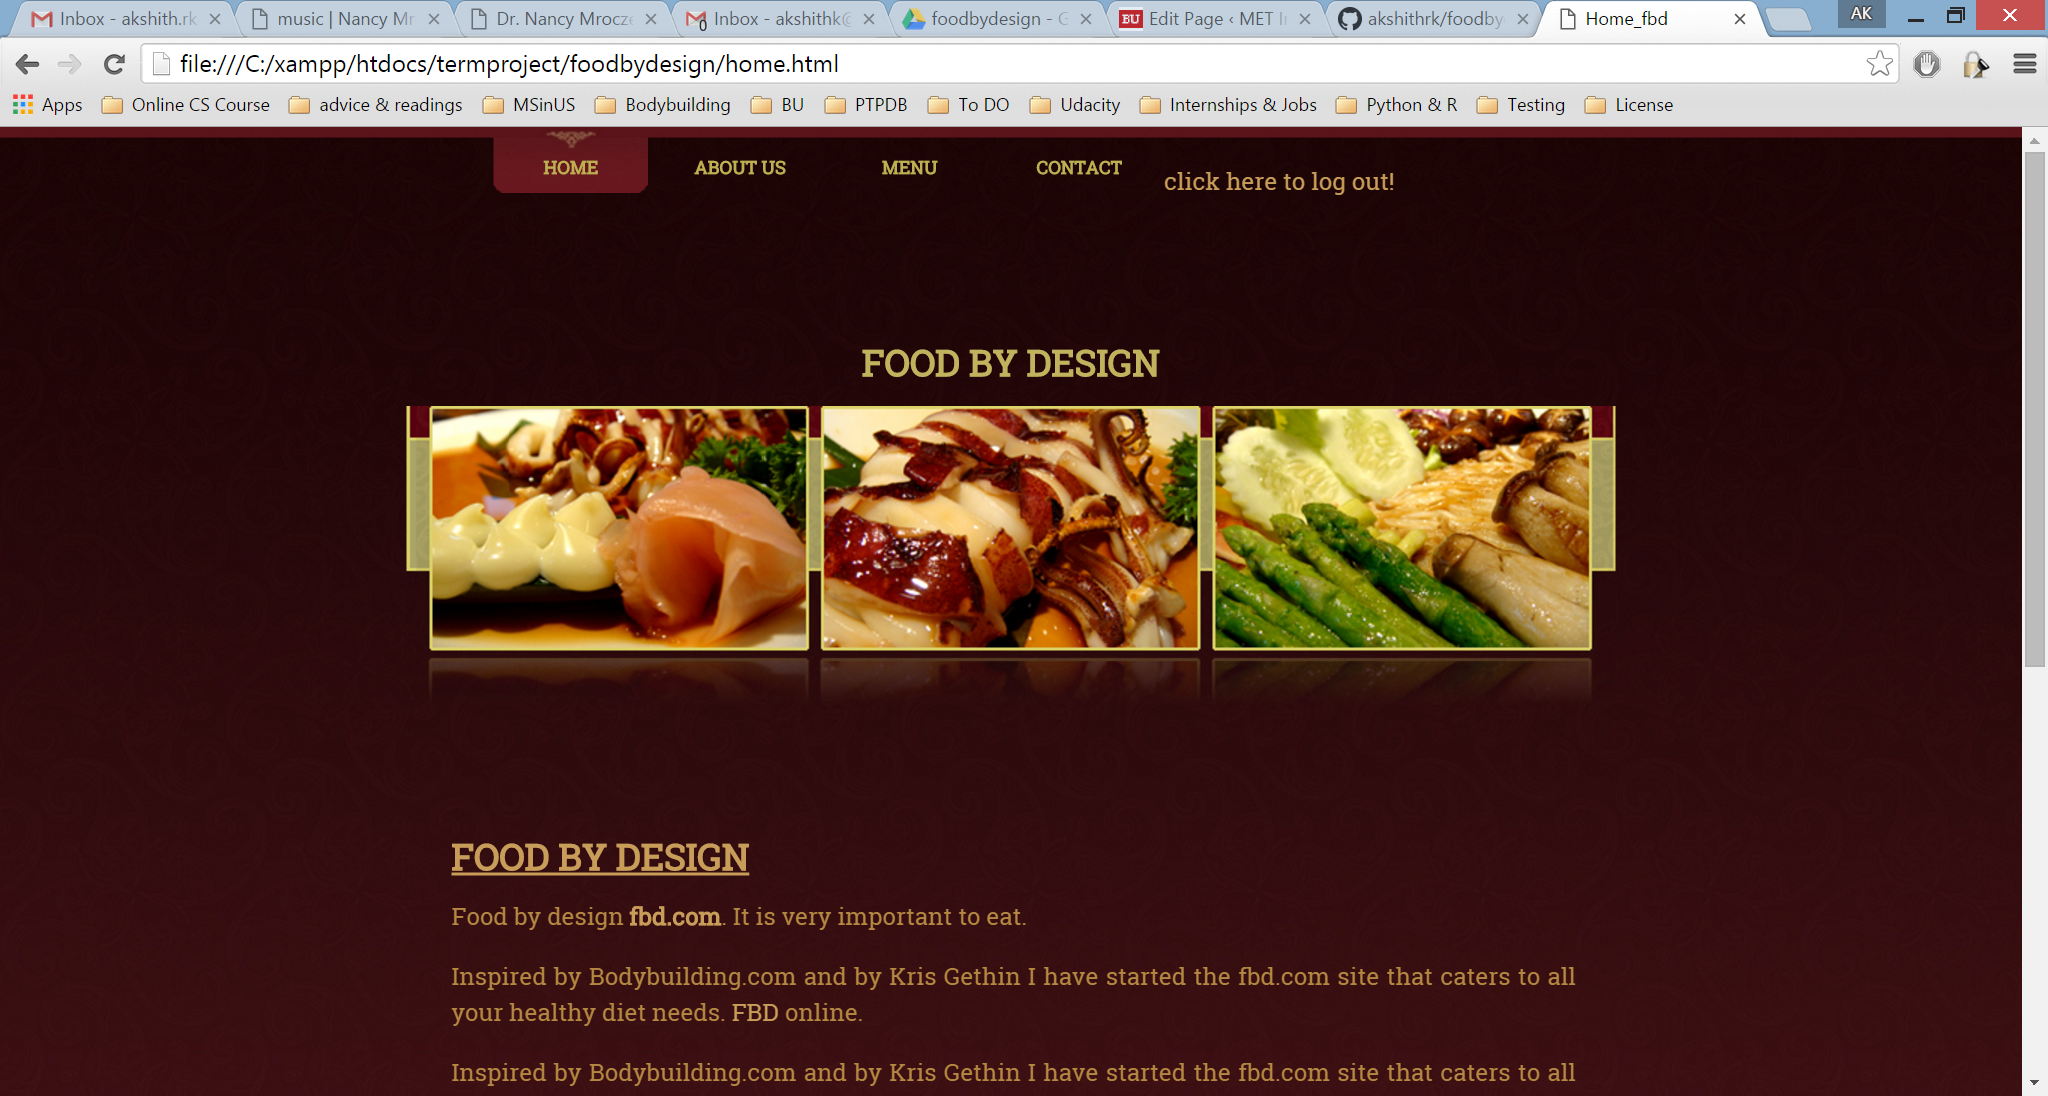 Inbox - akshith.rk
music | Nancy Mr
Dr. Nancy Mrocz
Inbox - akshithk@
foodbydesign - G
BU Edit Page ‹ MET I
akshithrk/foodby
Home_fbd
AK
file:///C:/xampp/htdocs/termproject/foodbydesign/home.html
Apps Online CS Course advice & readings MSinUS Bodybuilding BU PTPDB To DO Udacity Internships & Jobs Python & R Testing License
HOME ABOUT US MENU CONTACT click here to log out!
FOOD BY DESIGN
FOOD BY DESIGN
Food by design fbd.com. It is very important to eat.
Inspired by Bodybuilding.com and by Kris Gethin I have started the fbd.com site that caters to all
your healthy diet needs. FBD online.
Inspired by Bodybuilding.com and by Kris Gethin I have started the fbd.com site that caters to all